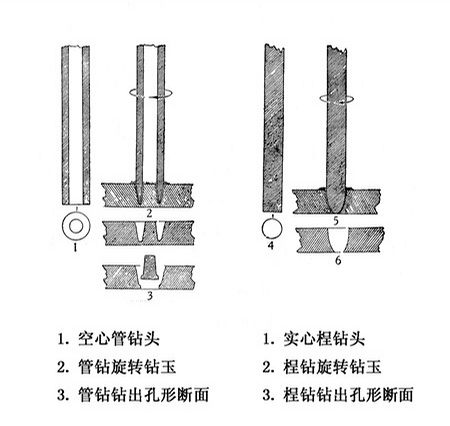 1
2
3
4
5
6
1. 空心管钻头
2. 管钻旋转钻玉
3. 管钻钻出孔形断面
1. 实心桯钻头
2. 桯钻旋转钻玉
3. 桯钻钻出孔形断面